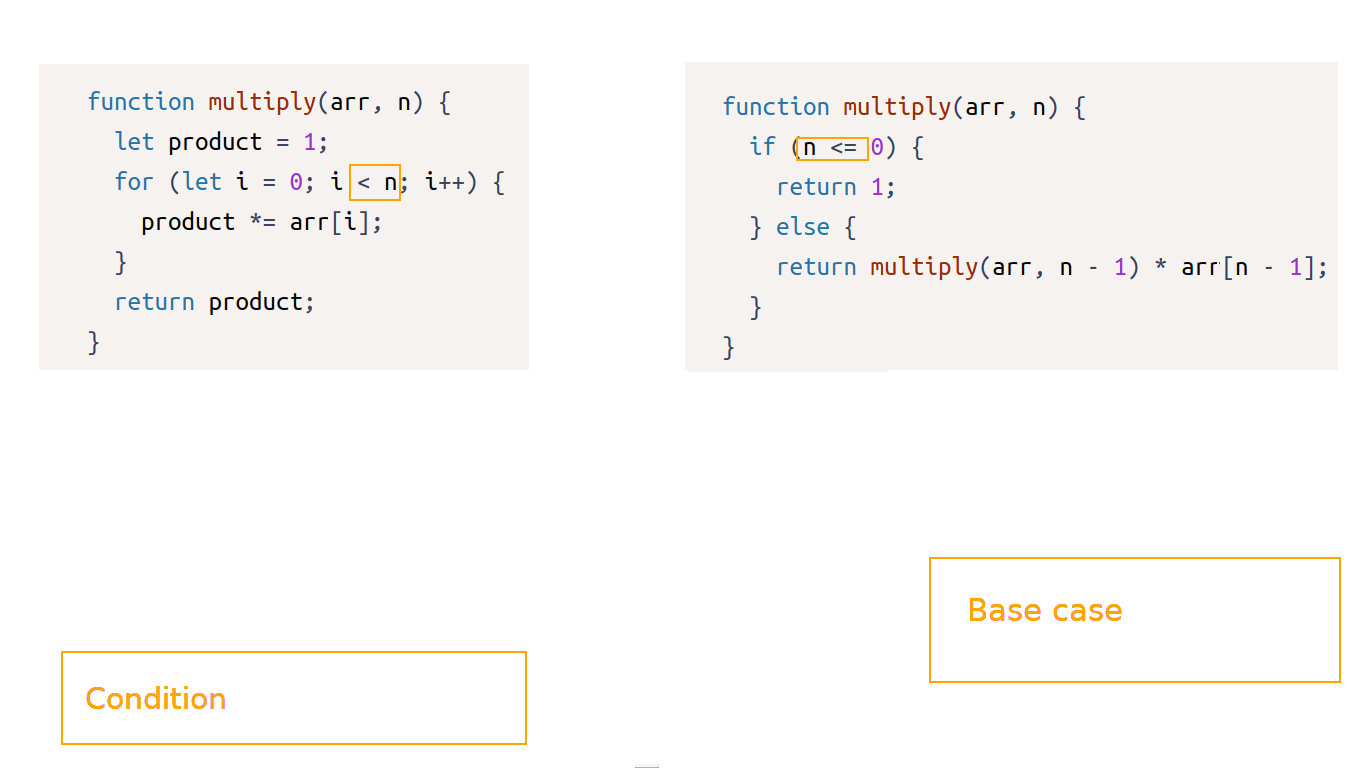 function multiply(arr, n) {
  let product = 1;
  for (let i = 0; i < n; i++) {
    product *= arr[i];
  }
  return product;
}
function multiply(arr, n) {
  if (n <= 0) {
    return 1;
  } else {
    return multiply(arr, n - 1) * arr[n - 1];
  }
}
Condition
Base case